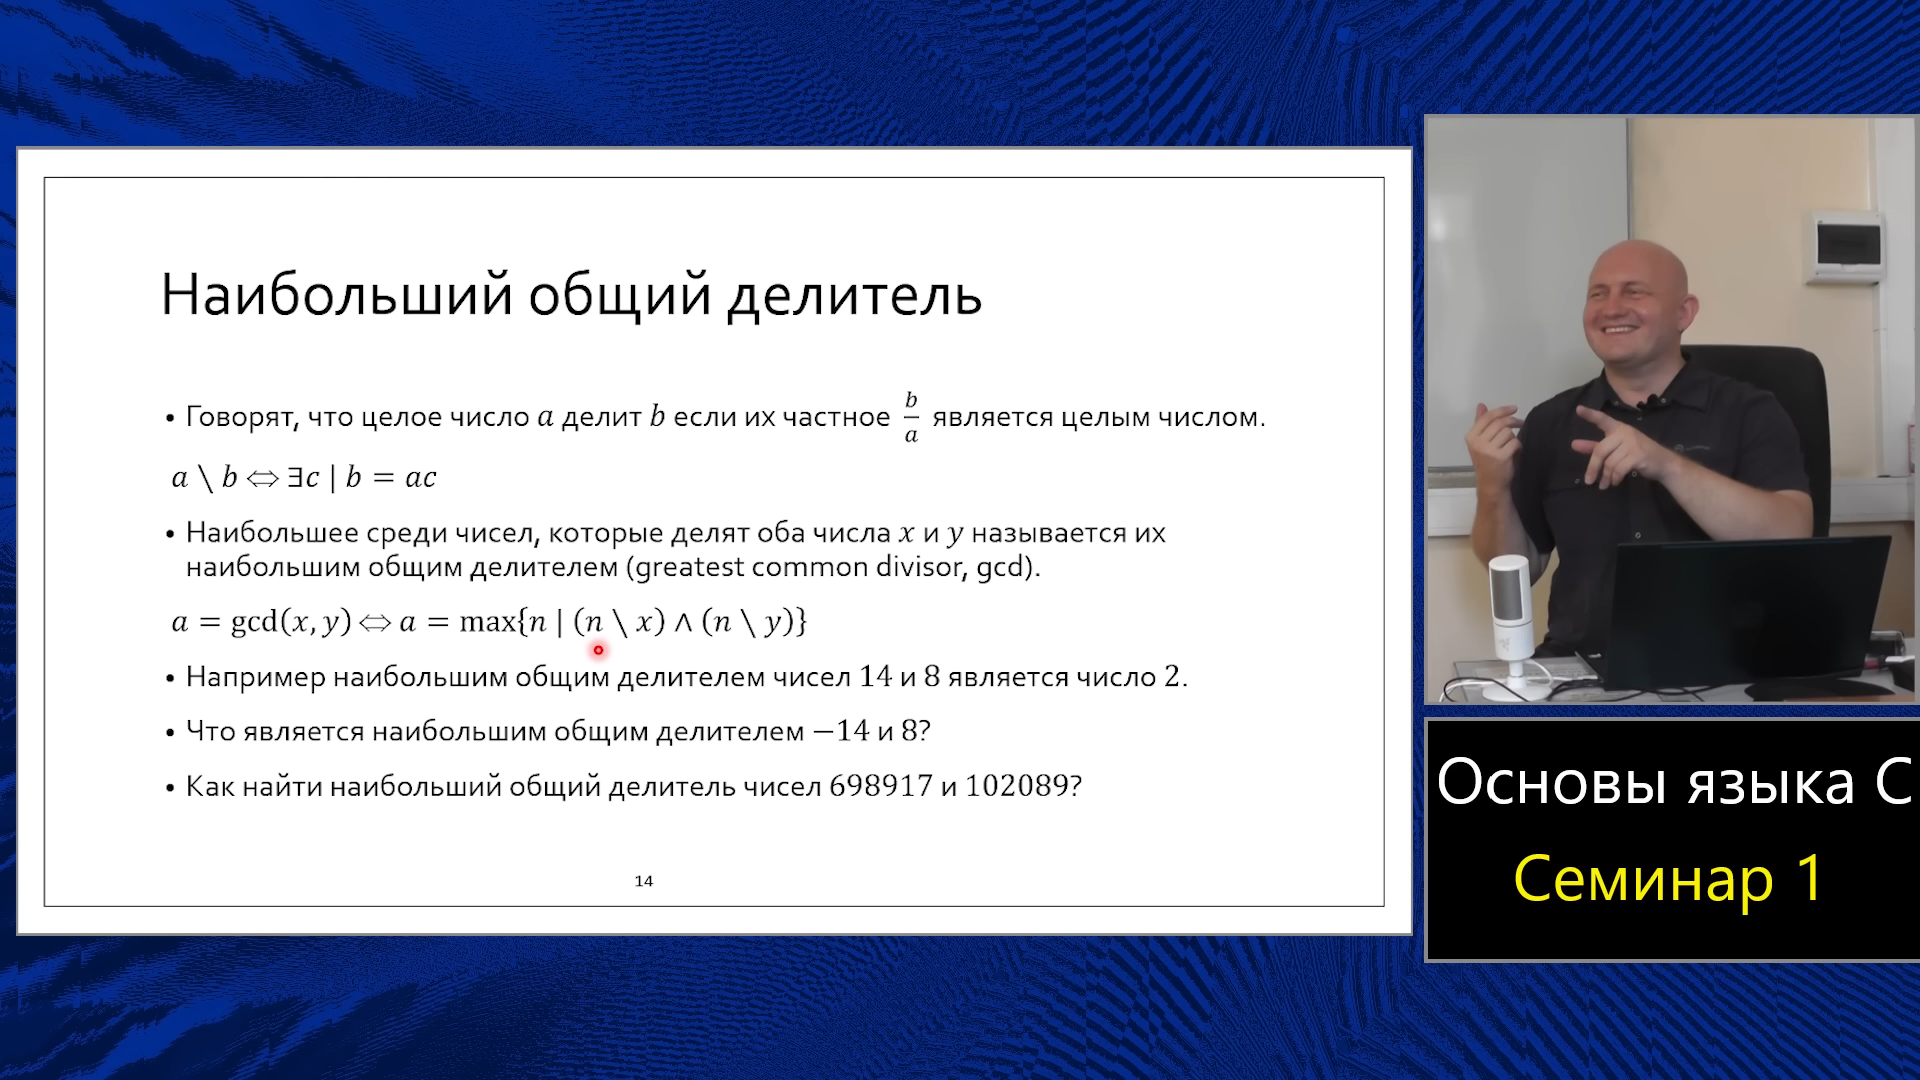 Наибольший общий делитель
• Говорят, что целое число a делит b если их частное b/a является целым числом.
a \ b ⇔ ∃c | b = ac
• Наибольшее среди чисел, которые делят оба числа x и y называется их
наибольшим общим делителем (greatest common divisor, gcd).
a = gcd(x, y) ⇔ a = max{n | (n \ x) ∧ (n \ y)}
• Например наибольшим общим делителем чисел 14 и 8 является число 2.
• Что является наибольшим общим делителем −14 и 8?
• Как найти наибольший общий делитель чисел 698917 и 102089?
14
Основы языка C
Семинар 1